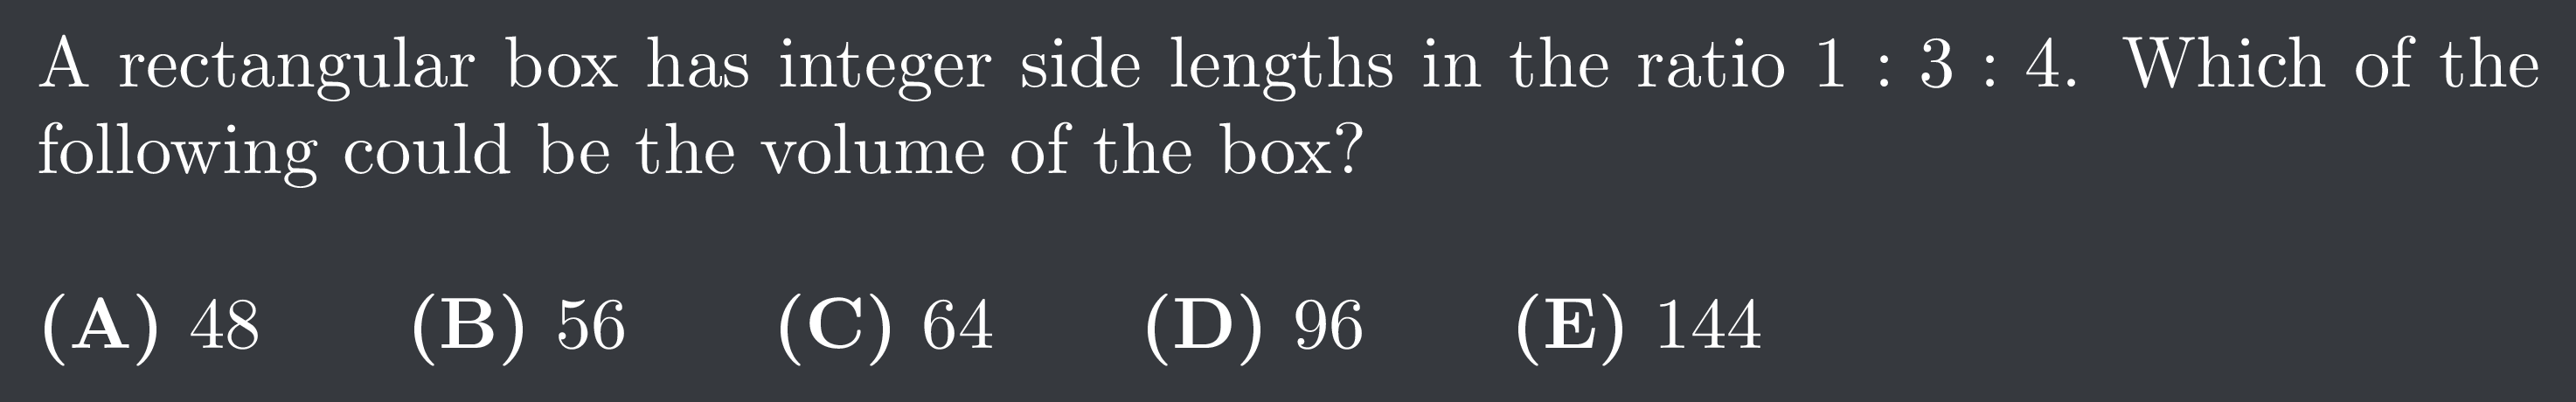 A rectangular box has integer side lengths in the ratio 1 : 3 : 4. Which of the
following could be the volume of the box?
(A) 48 (B) 56 (C) 64 (D) 96 (E) 144